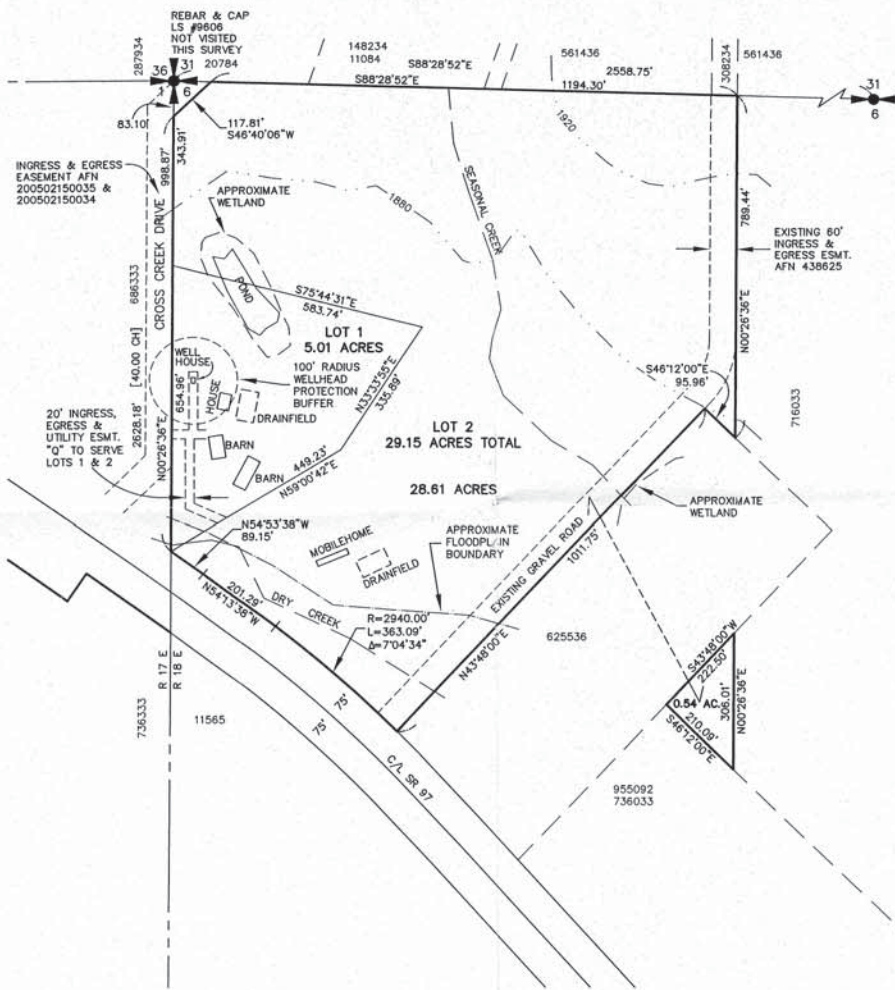 REBAR & CAP
LS #9606
NOT VISITED
THIS SURVEY
287934
36
31
1
6
20784
148234
11084
S88°28'52"E
S88°28'52"E
561436
2558.75'
1194.30'
308234
561436
31
6
83.10'
117.81'
S46°40'06"W
1920
INGRESS & EGRESS
EASEMENT AFN
200502150035 &
200502150034
998.87'
343.91'
CROSS CREEK DRIVE
APPROXIMATE
WETLAND
1880
SEASONAL CREEK
789.44'
EXISTING 60'
INGRESS &
EGRESS ESMT.
AFN 438625
N00°26'36"E
686333
POND
S75°44'31"E
583.74'
LOT 1
5.01 ACRES
2628.18' [40.00 CH]
WELL
HOUSE
654.96'
HOUSE
100' RADIUS
WELLHEAD
PROTECTION
BUFFER
DRAINFIELD
N33°33'55"E
335.89'
S46°12'00"E
95.96'
716033
20' INGRESS,
EGRESS &
UTILITY ESMT.
"Q" TO SERVE
LOTS 1 & 2
N00°26'36"E
BARN
BARN
449.23'
N59°00'42"E
LOT 2
29.15 ACRES TOTAL
28.61 ACRES
APPROXIMATE
WETLAND
N54°53'38"W
89.15'
MOBILEHOME
DRAINFIELD
APPROXIMATE
FLOODPLAIN
BOUNDARY
EXISTING GRAVEL ROAD
1011.75'
N43°48'00"E
201.29'
N54°13'38"W
DRY CREEK
R=2940.00'
L=363.09'
Δ=7°04'34"
625536
S43°48'00"W
222.50'
306.01'
N00°26'36"E
0.54 AC.
210.09'
S46°12'00"E
R 17 E
R 18 E
736333
11565
75'
75'
C/L SR 97
955092
736033